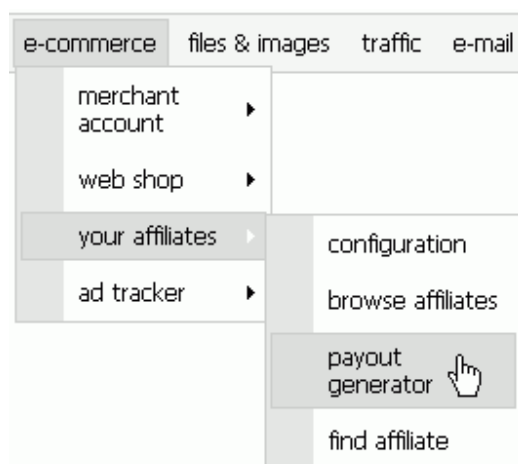 e-commerce files & images traffic e-mail
merchant
account
web shop
your affiliates
ad tracker
configuration
browse affiliates
payout
generator
find affiliate